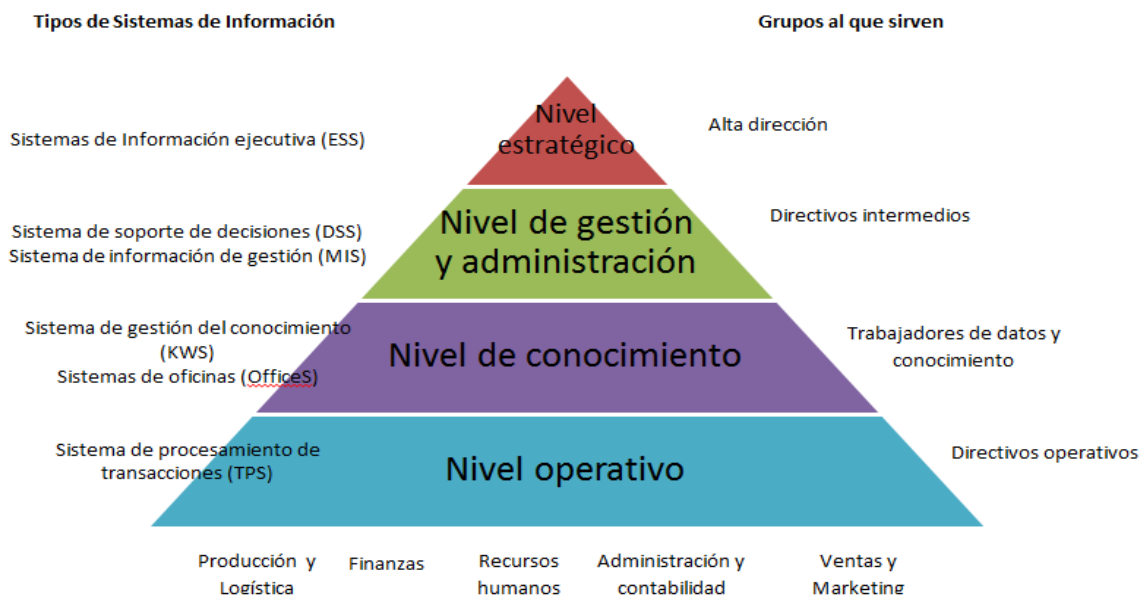 Tipos de Sistemas de Información
Grupos al que sirven
Nivel
estratégico
Sistemas de Información ejecutiva (ESS)
Alta dirección
Nivel de gestión
y administración
Sistema de soporte de decisiones (DSS)
Sistema de información de gestión (MIS)
Directivos intermedios
Sistema de gestión del conocimiento
(KWS)
Sistemas de oficinas (OfficeS)
Nivel de conocimiento
Trabajadores de datos y
conocimiento
Sistema de procesamiento de
transacciones (TPS)
Nivel operativo
Directivos operativos
Producción y
Logística
Finanzas
Recursos
humanos
Administración y
contabilidad
Ventas y
Marketing